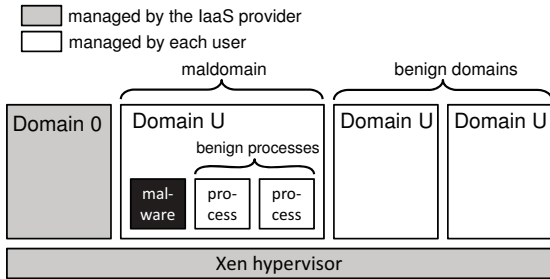 managed by the IaaS provider
managed by each user
maldomain
benign domains
Domain 0
Domain U
Domain U
Domain U
benign processes
mal-
ware
pro-
cess
pro-
cess
Xen hypervisor